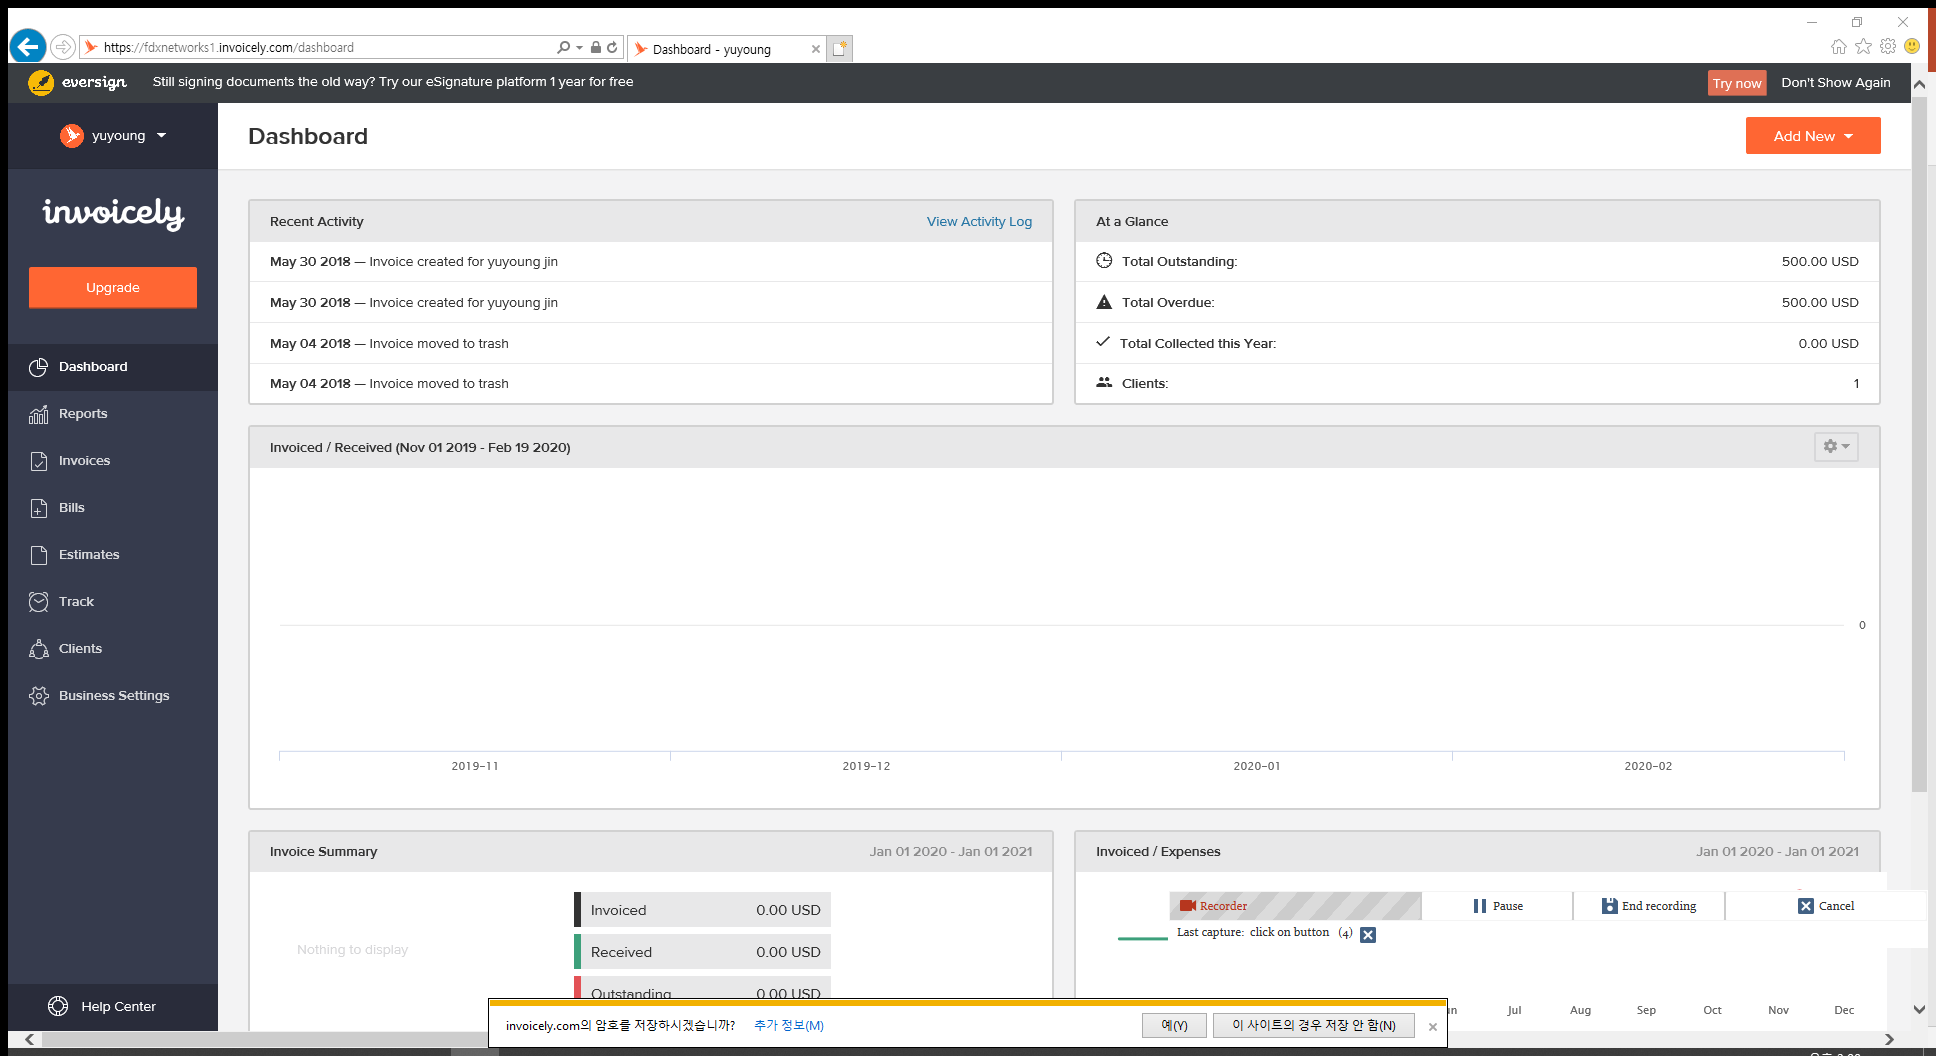 https://fdxnetworks1.invoicely.com/dashboard
Dashboard - yuyoung
eversign
Still signing documents the old way? Try our eSignature platform 1 year for free
Try now
Don't Show Again
yuyoung
Dashboard
Add New
invoicely
Upgrade
Dashboard
Reports
Invoices
Bills
Estimates
Track
Clients
Business Settings
Help Center
Recent Activity
View Activity Log
May 30 2018 — Invoice created for yuyoung jin
May 30 2018 — Invoice created for yuyoung jin
May 04 2018 — Invoice moved to trash
May 04 2018 — Invoice moved to trash
At a Glance
Total Outstanding: 500.00 USD
Total Overdue: 500.00 USD
Total Collected this Year: 0.00 USD
Clients: 1
Invoiced / Received (Nov 01 2019 - Feb 19 2020)
0
2019-11 2019-12 2020-01 2020-02
Invoice Summary Jan 01 2020 - Jan 01 2021
Nothing to display
Invoiced 0.00 USD
Received 0.00 USD
Outstanding 0.00 USD
Invoiced / Expenses Jan 01 2020 - Jan 01 2021
Recorder Pause End recording Cancel
Last capture: click on button (4)
Jul Aug Sep Oct Nov Dec
invoicely.com의 암호를 저장하시겠습니까? 추가 정보(M) 예(Y) 이 사이트의 경우 저장 안 함(N)